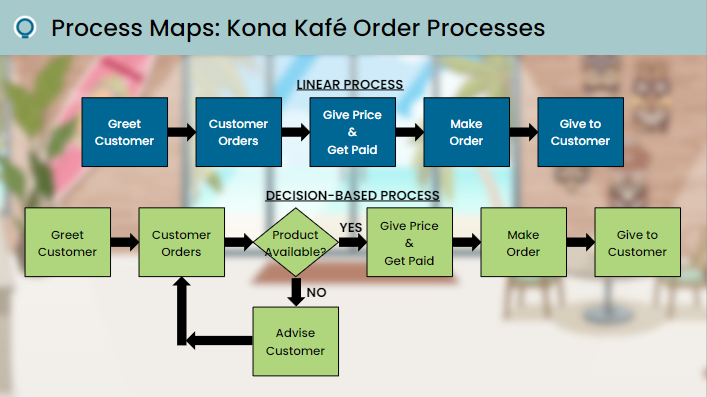 Process Maps: Kona Kafé Order Processes
LINEAR PROCESS
Greet
Customer
Customer
Orders
Give Price
&
Get Paid
Make
Order
Give to
Customer
DECISION-BASED PROCESS
Greet
Customer
Customer
Orders
Product
Available?
YES
Give Price
&
Get Paid
Make
Order
Give to
Customer
NO
Advise
Customer